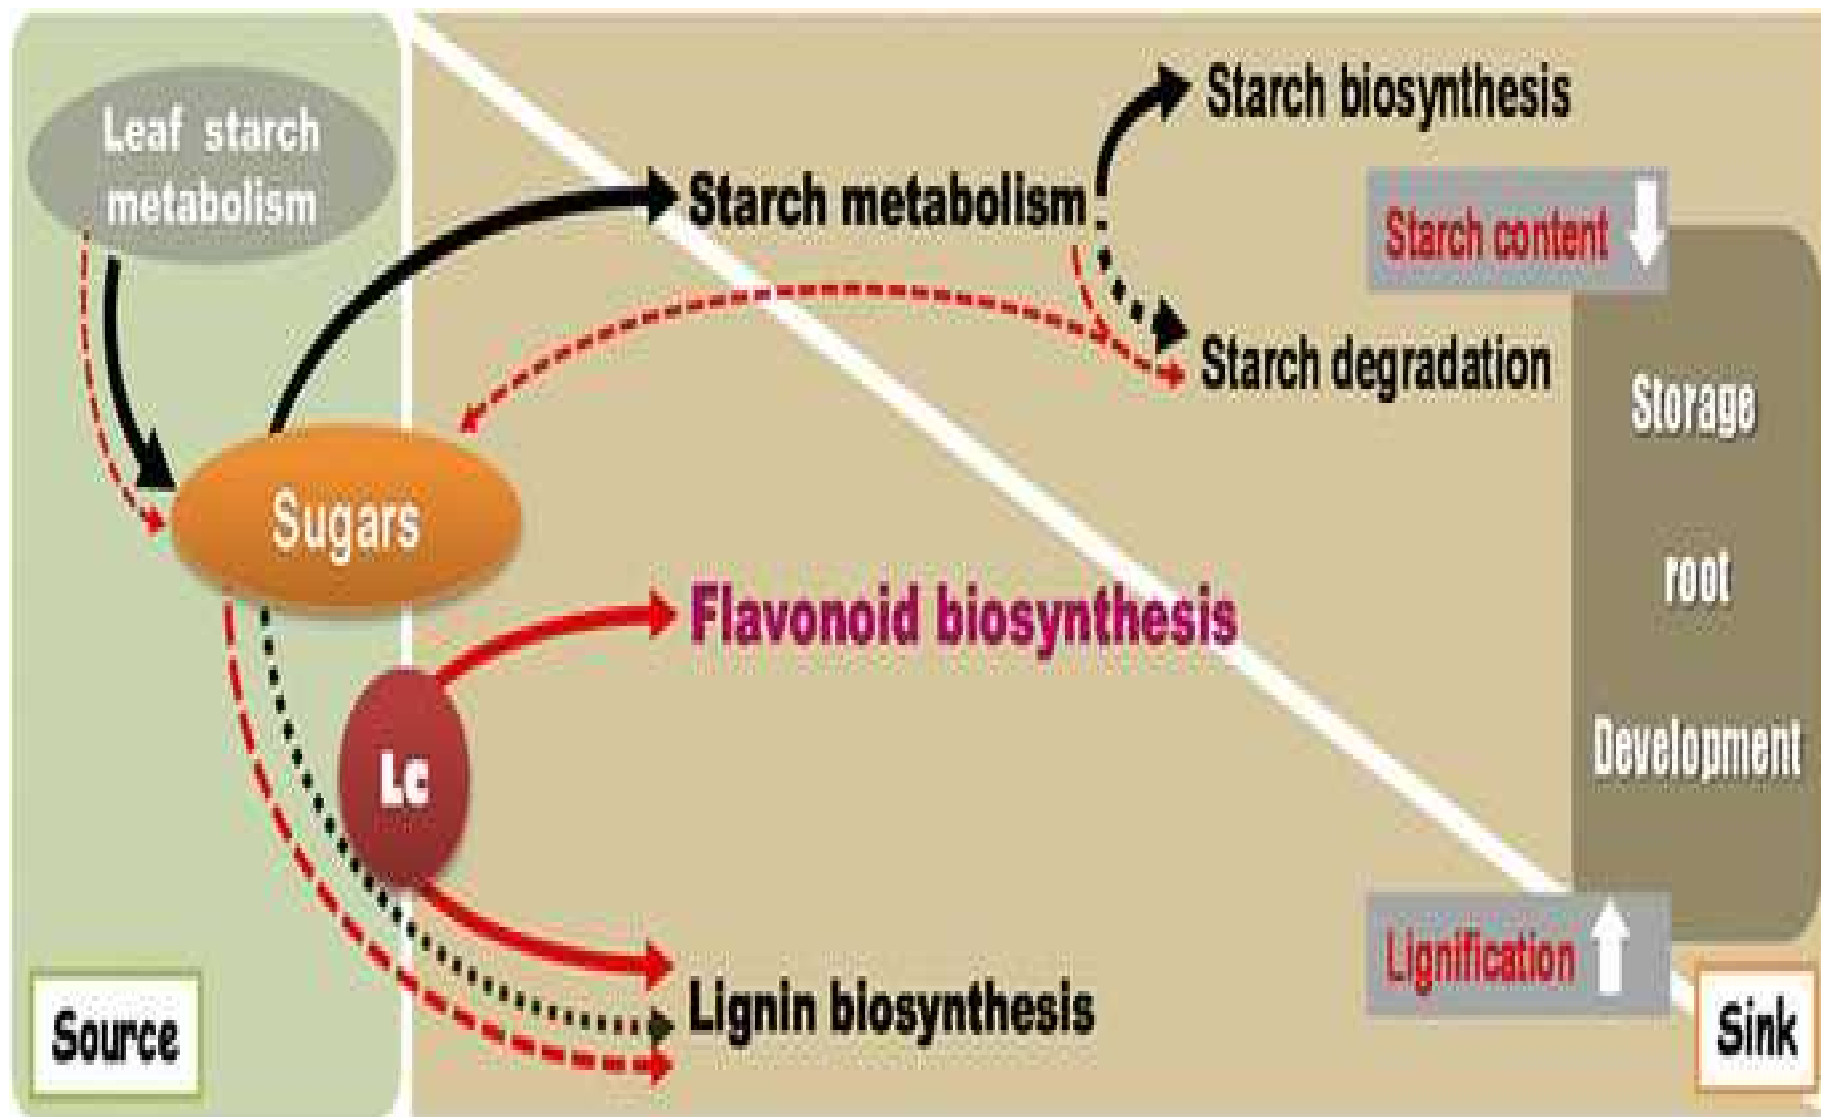 Leaf starch
metabolism
Starch biosynthesis
Starch metabolism
Starch content
Starch degradation
Storage
root
Development
Sugars
Flavonoid biosynthesis
Lc
Lignification
Lignin biosynthesis
Source
Sink